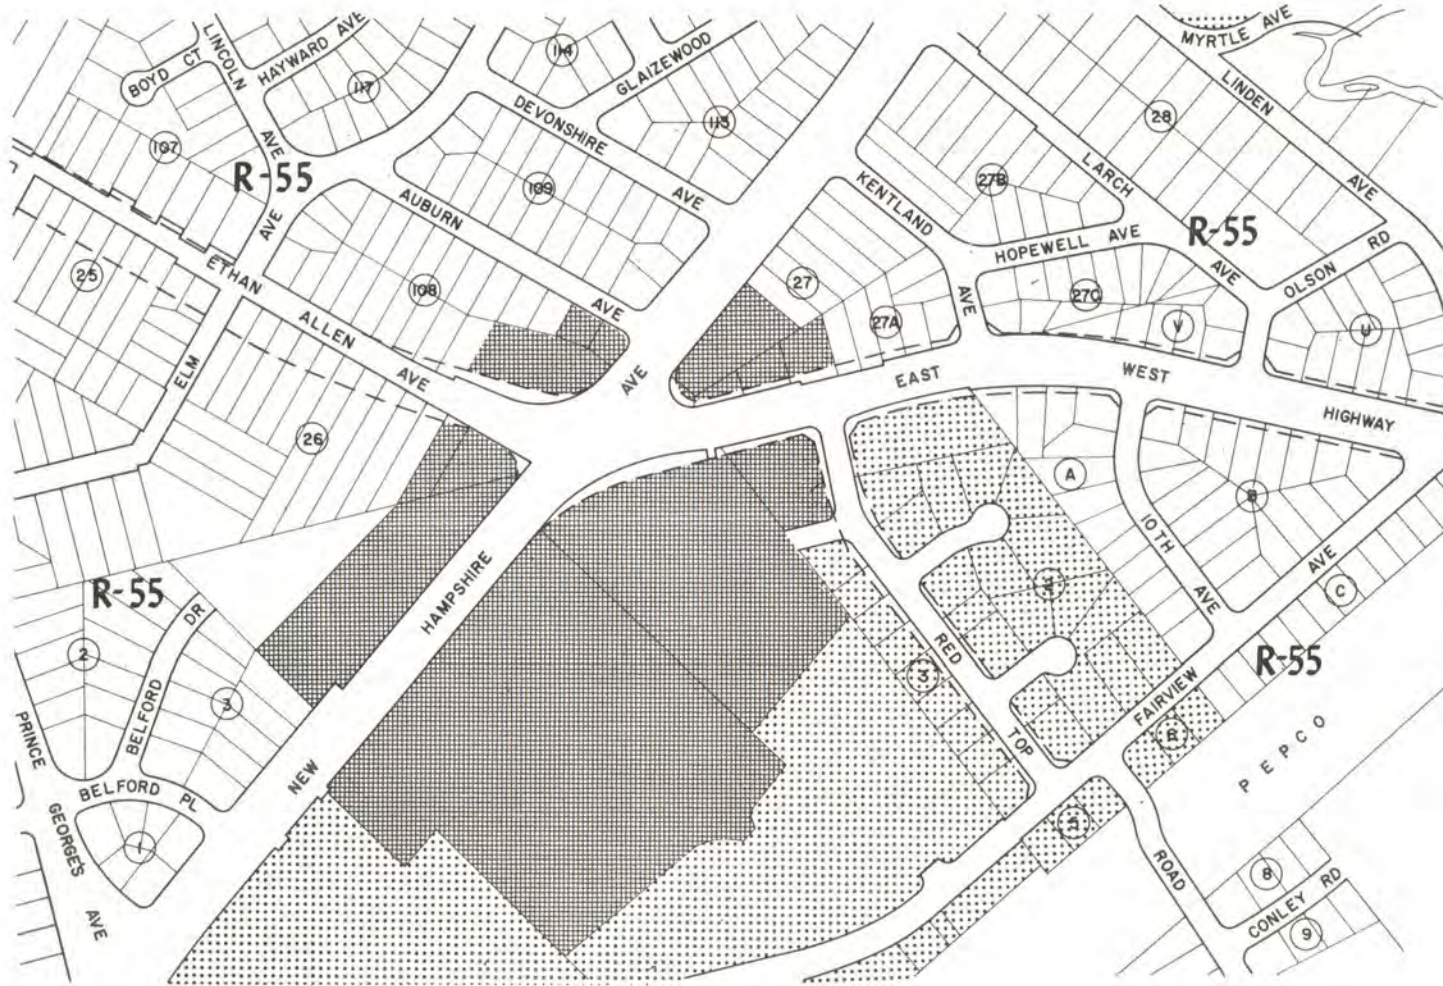 MYRTLE AVE
LINCOLN
AVE
HAYWARD AVE
BOYD CT
117
114
GLAIZEWOOD
113
DEVONSHIRE
AVE
28
LINDEN
AVE
107
R-55
109
27B
LARCH
AVE
KENTLAND
AVE
AUBURN
AVE
AVE
R-55
HOPEWELL AVE
OLSON RD
25
ETHAN
ALLEN
AVE
108
27
27A
27C
V
U
ELM
AVE
EAST
WEST
HIGHWAY
26
A
B
10TH
AVE
C
R-55
NEW
HAMPSHIRE
2
BELFORD
DR
3
RED
TOP
ROAD
3
FAIRVIEW
AVE
R-55
B
PEPCO
PRINCE
GEORGE'S
AVE
BELFORD PL
1
5
8
CONLEY RD
9